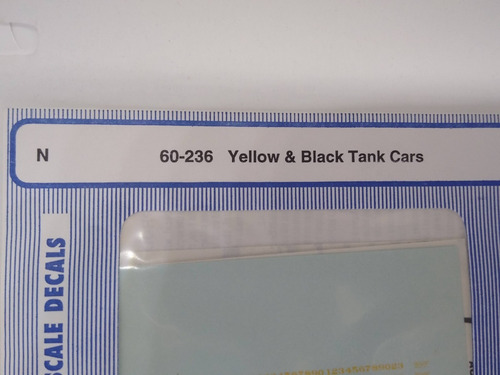 N 60-236 Yellow & Black Tank Cars
SCALE DECALS